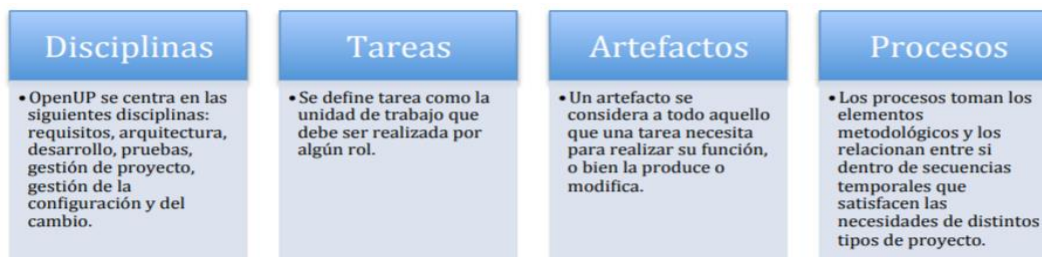 Disciplinas
• OpenUP se centra en las
siguientes disciplinas:
requisitos, arquitectura,
desarrollo, pruebas,
gestión de proyecto,
gestión de la
configuración y del
cambio.
Tareas
• Se define tarea como la
unidad de trabajo que
debe ser realizada por
algún rol.
Artefactos
• Un artefacto se
considera a todo aquello
que una tarea necesita
para realizar su función,
o bien la produce o
modifica.
Procesos
• Los procesos toman los
elementos
metodológicos y los
relacionan entre si
dentro de secuencias
temporales que
satisfacen las
necesidades de distintos
tipos de proyecto.